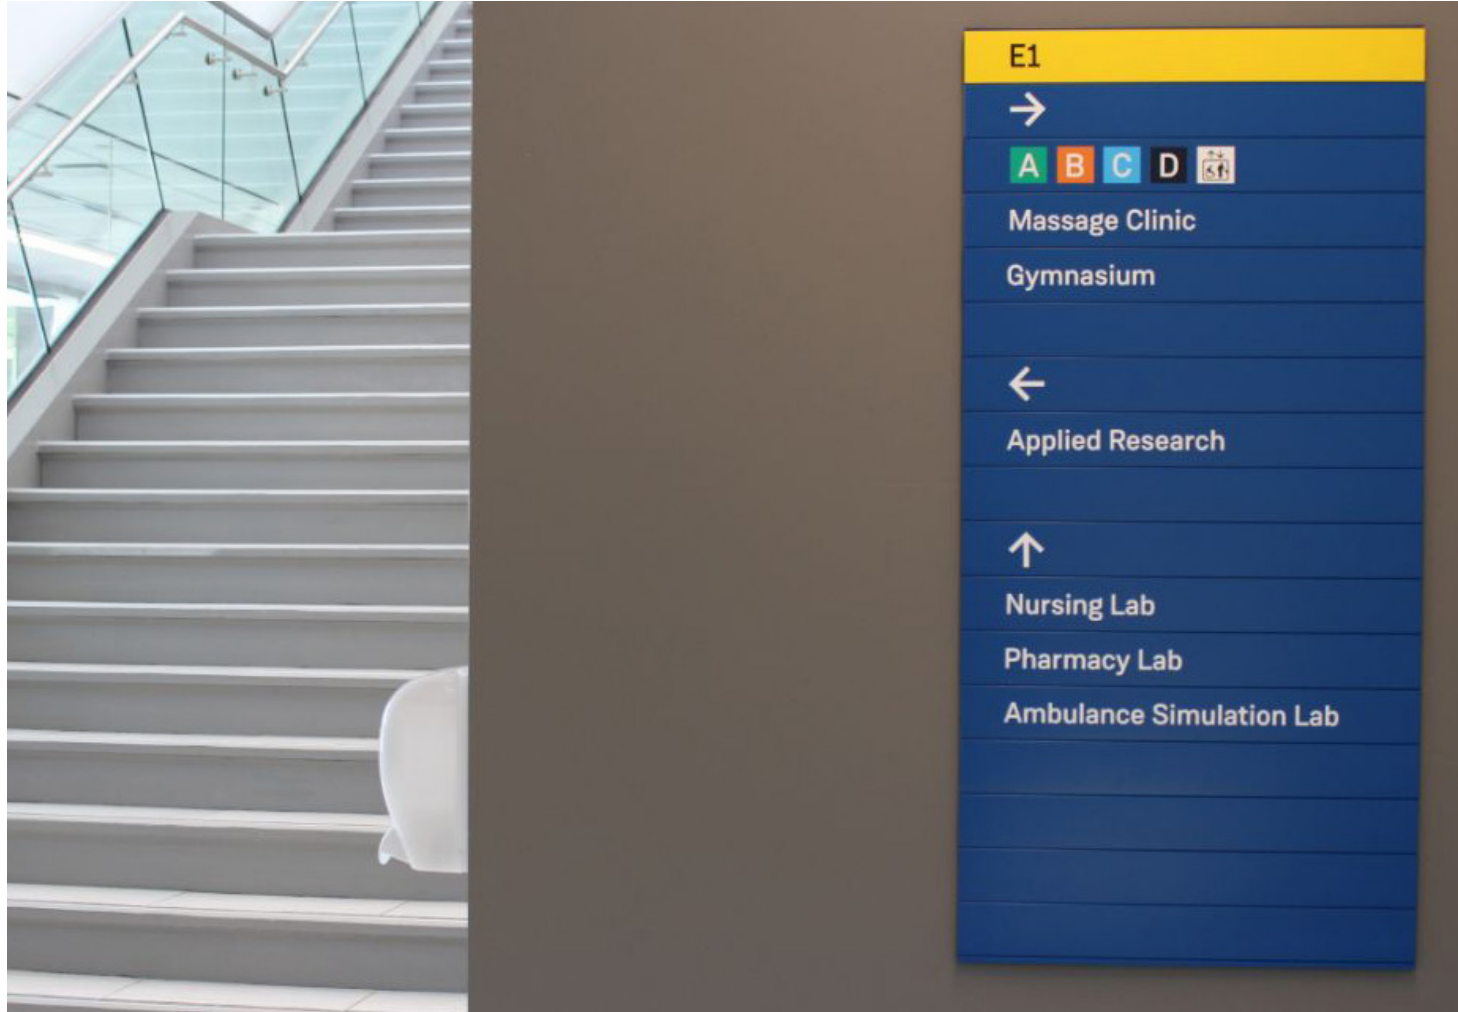 E1
→
A B C D
Massage Clinic
Gymnasium
←
Applied Research
↑
Nursing Lab
Pharmacy Lab
Ambulance Simulation Lab